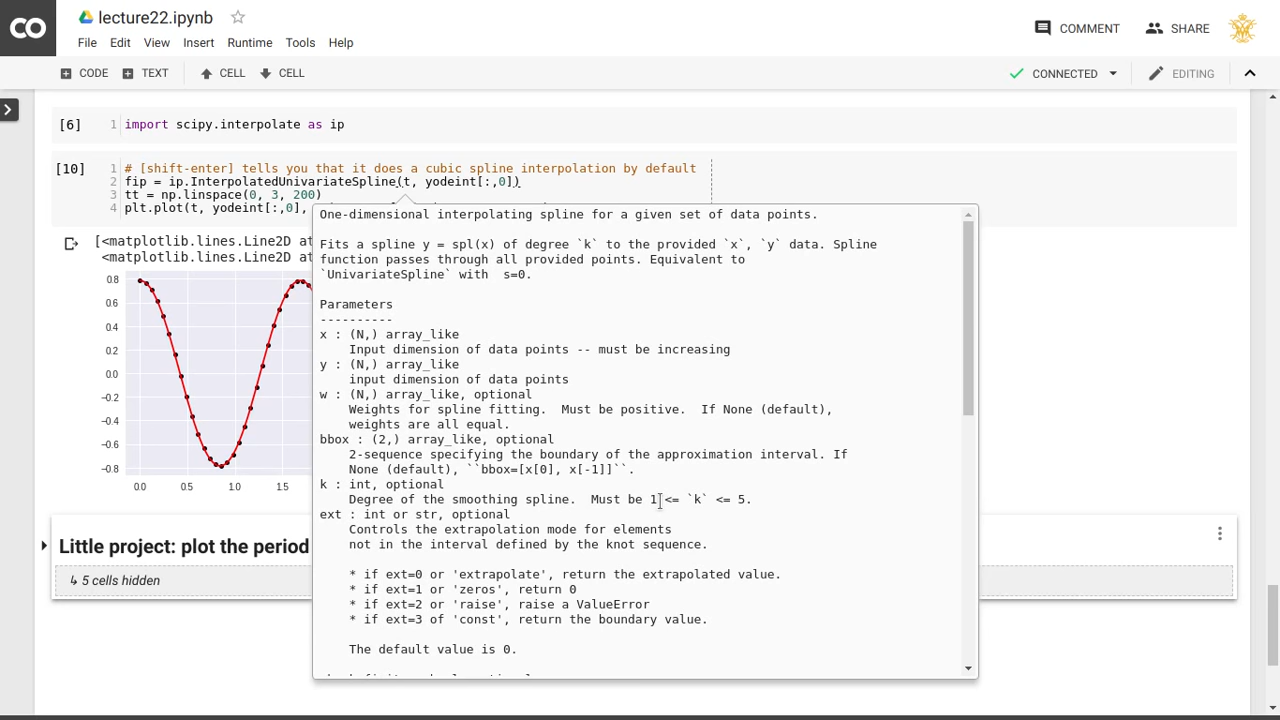 CO
lecture22.ipynb
File Edit View Insert Runtime Tools Help
COMMENT SHARE
CODE TEXT CELL CELL CONNECTED EDITING
[6] 1 import scipy.interpolate as ip
[10] 1 # [shift-enter] tells you that it does a cubic spline interpolation by default
2 fip = ip.InterpolatedUnivariateSpline(t, yodeint[:,0])
3 tt = np.linspace(0, 3, 200)
4 plt.plot(t, yodeint[:,0],
[<matplotlib.lines.Line2D at
<matplotlib.lines.Line2D at
0.8
0.6
0.4
0.2
0.0
−0.2
−0.4
−0.6
−0.8
0.0 0.5 1.0 1.5
One-dimensional interpolating spline for a given set of data points.
Fits a spline y = spl(x) of degree `k` to the provided `x`, `y` data. Spline
function passes through all provided points. Equivalent to
`UnivariateSpline` with  s=0.
Parameters
----------
x : (N,) array_like
Input dimension of data points -- must be increasing
y : (N,) array_like
input dimension of data points
w : (N,) array_like, optional
Weights for spline fitting.  Must be positive.  If None (default),
weights are all equal.
bbox : (2,) array_like, optional
2-sequence specifying the boundary of the approximation interval. If
None (default), ``bbox=[x[0], x[-1]]``.
k : int, optional
Degree of the smoothing spline.  Must be 1 <= `k` <= 5.
ext : int or str, optional
Controls the extrapolation mode for elements
not in the interval defined by the knot sequence.
* if ext=0 or 'extrapolate', return the extrapolated value.
* if ext=1 or 'zeros', return 0
* if ext=2 or 'raise', raise a ValueError
* if ext=3 of 'const', return the boundary value.
The default value is 0.
Little project: plot the period
↳ 5 cells hidden